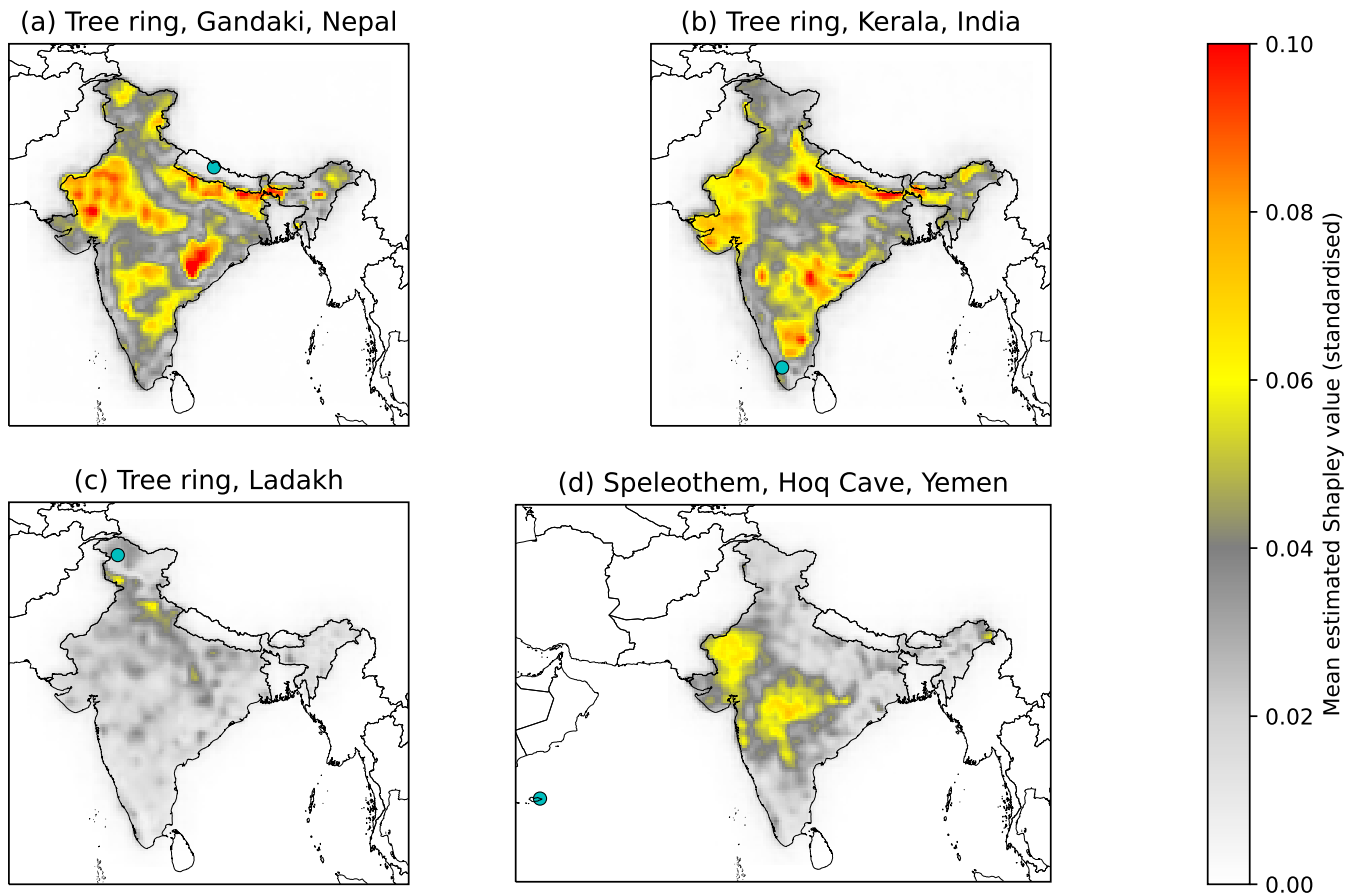 (a) Tree ring, Gandaki, Nepal
(b) Tree ring, Kerala, India
(c) Tree ring, Ladakh
(d) Speleothem, Hoq Cave, Yemen
0.10
0.08
0.06
0.04
0.02
0.00
Mean estimated Shapley value (standardised)